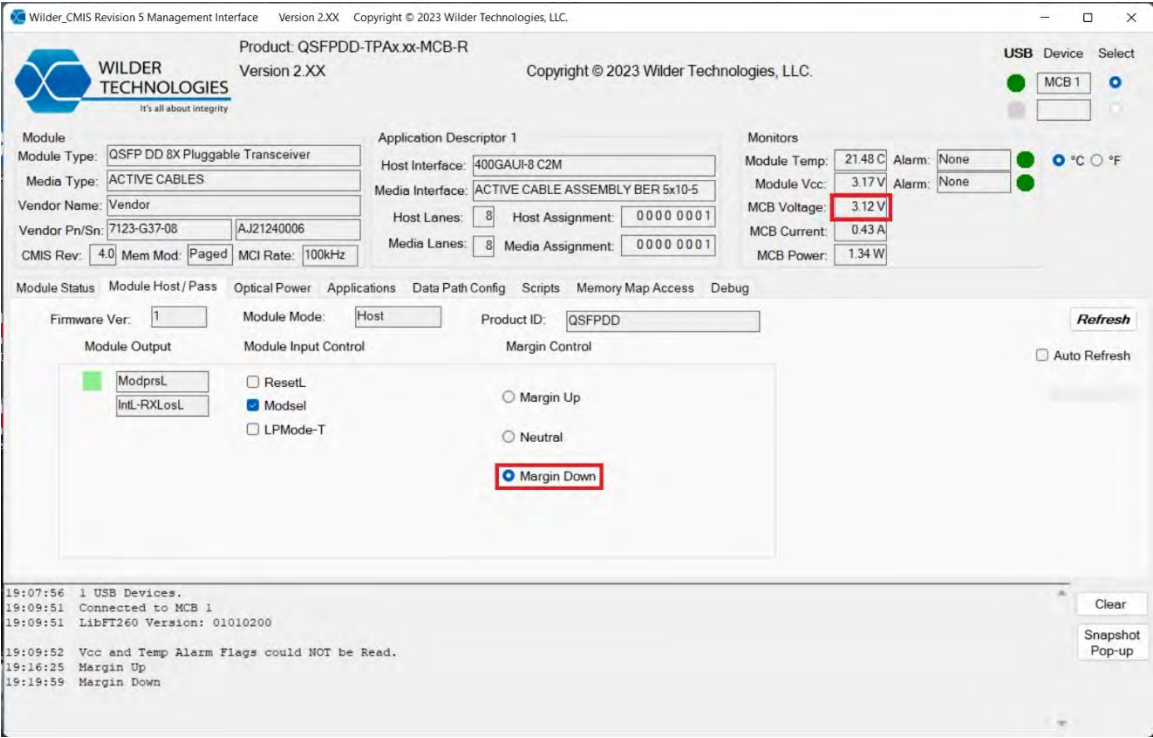 Wilder_CMIS Revision 5 Management Interface Version 2.XX Copyright © 2023 Wilder Technologies, LLC.
Product: QSFPDD-TPAx.xx-MCB-R
Version 2.XX
Copyright © 2023 Wilder Technologies, LLC.
WILDER
TECHNOLOGIES
It's all about integrity
USB Device Select
MCB 1
Module
Module Type: QSFP DD 8X Pluggable Transceiver
Media Type: ACTIVE CABLES
Vendor Name: Vendor
Vendor Pn/Sn: 7123-G37-08 AJ21240006
CMIS Rev: 4.0 Mem Mod: Paged MCI Rate: 100kHz
Application Descriptor 1
Host Interface: 400GAUI-8 C2M
Media Interface: ACTIVE CABLE ASSEMBLY BER 5x10-5
Host Lanes: 8 Host Assignment: 0000 0001
Media Lanes: 8 Media Assignment: 0000 0001
Monitors
Module Temp: 21.48 C Alarm: None °C °F
Module Vcc: 3.17 V Alarm: None
MCB Voltage: 3.12 V
MCB Current: 0.43 A
MCB Power: 1.34 W
Module Status Module Host / Pass Optical Power Applications Data Path Config Scripts Memory Map Access Debug
Firmware Ver: 1 Module Mode: Host Product ID: QSFPDD
Refresh
Auto Refresh
Module Output Module Input Control Margin Control
ModprsL
IntL-RXLosL
ResetL
Modsel
LPMode-T
Margin Up
Neutral
Margin Down
19:07:56 1 USB Devices.
19:09:51 Connected to MCB 1
19:09:51 LibFT260 Version: 01010200
19:09:52 Vcc and Temp Alarm Flags could NOT be Read.
19:16:25 Margin Up
19:19:59 Margin Down
Clear
Snapshot
Pop-up